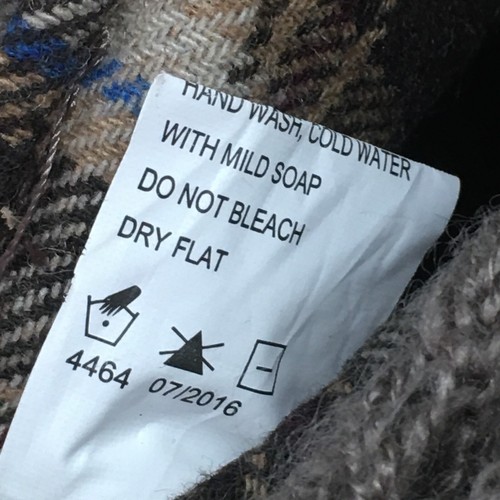 HAND WASH, COLD WATER
WITH MILD SOAP
DO NOT BLEACH
DRY FLAT
4464 07/2016